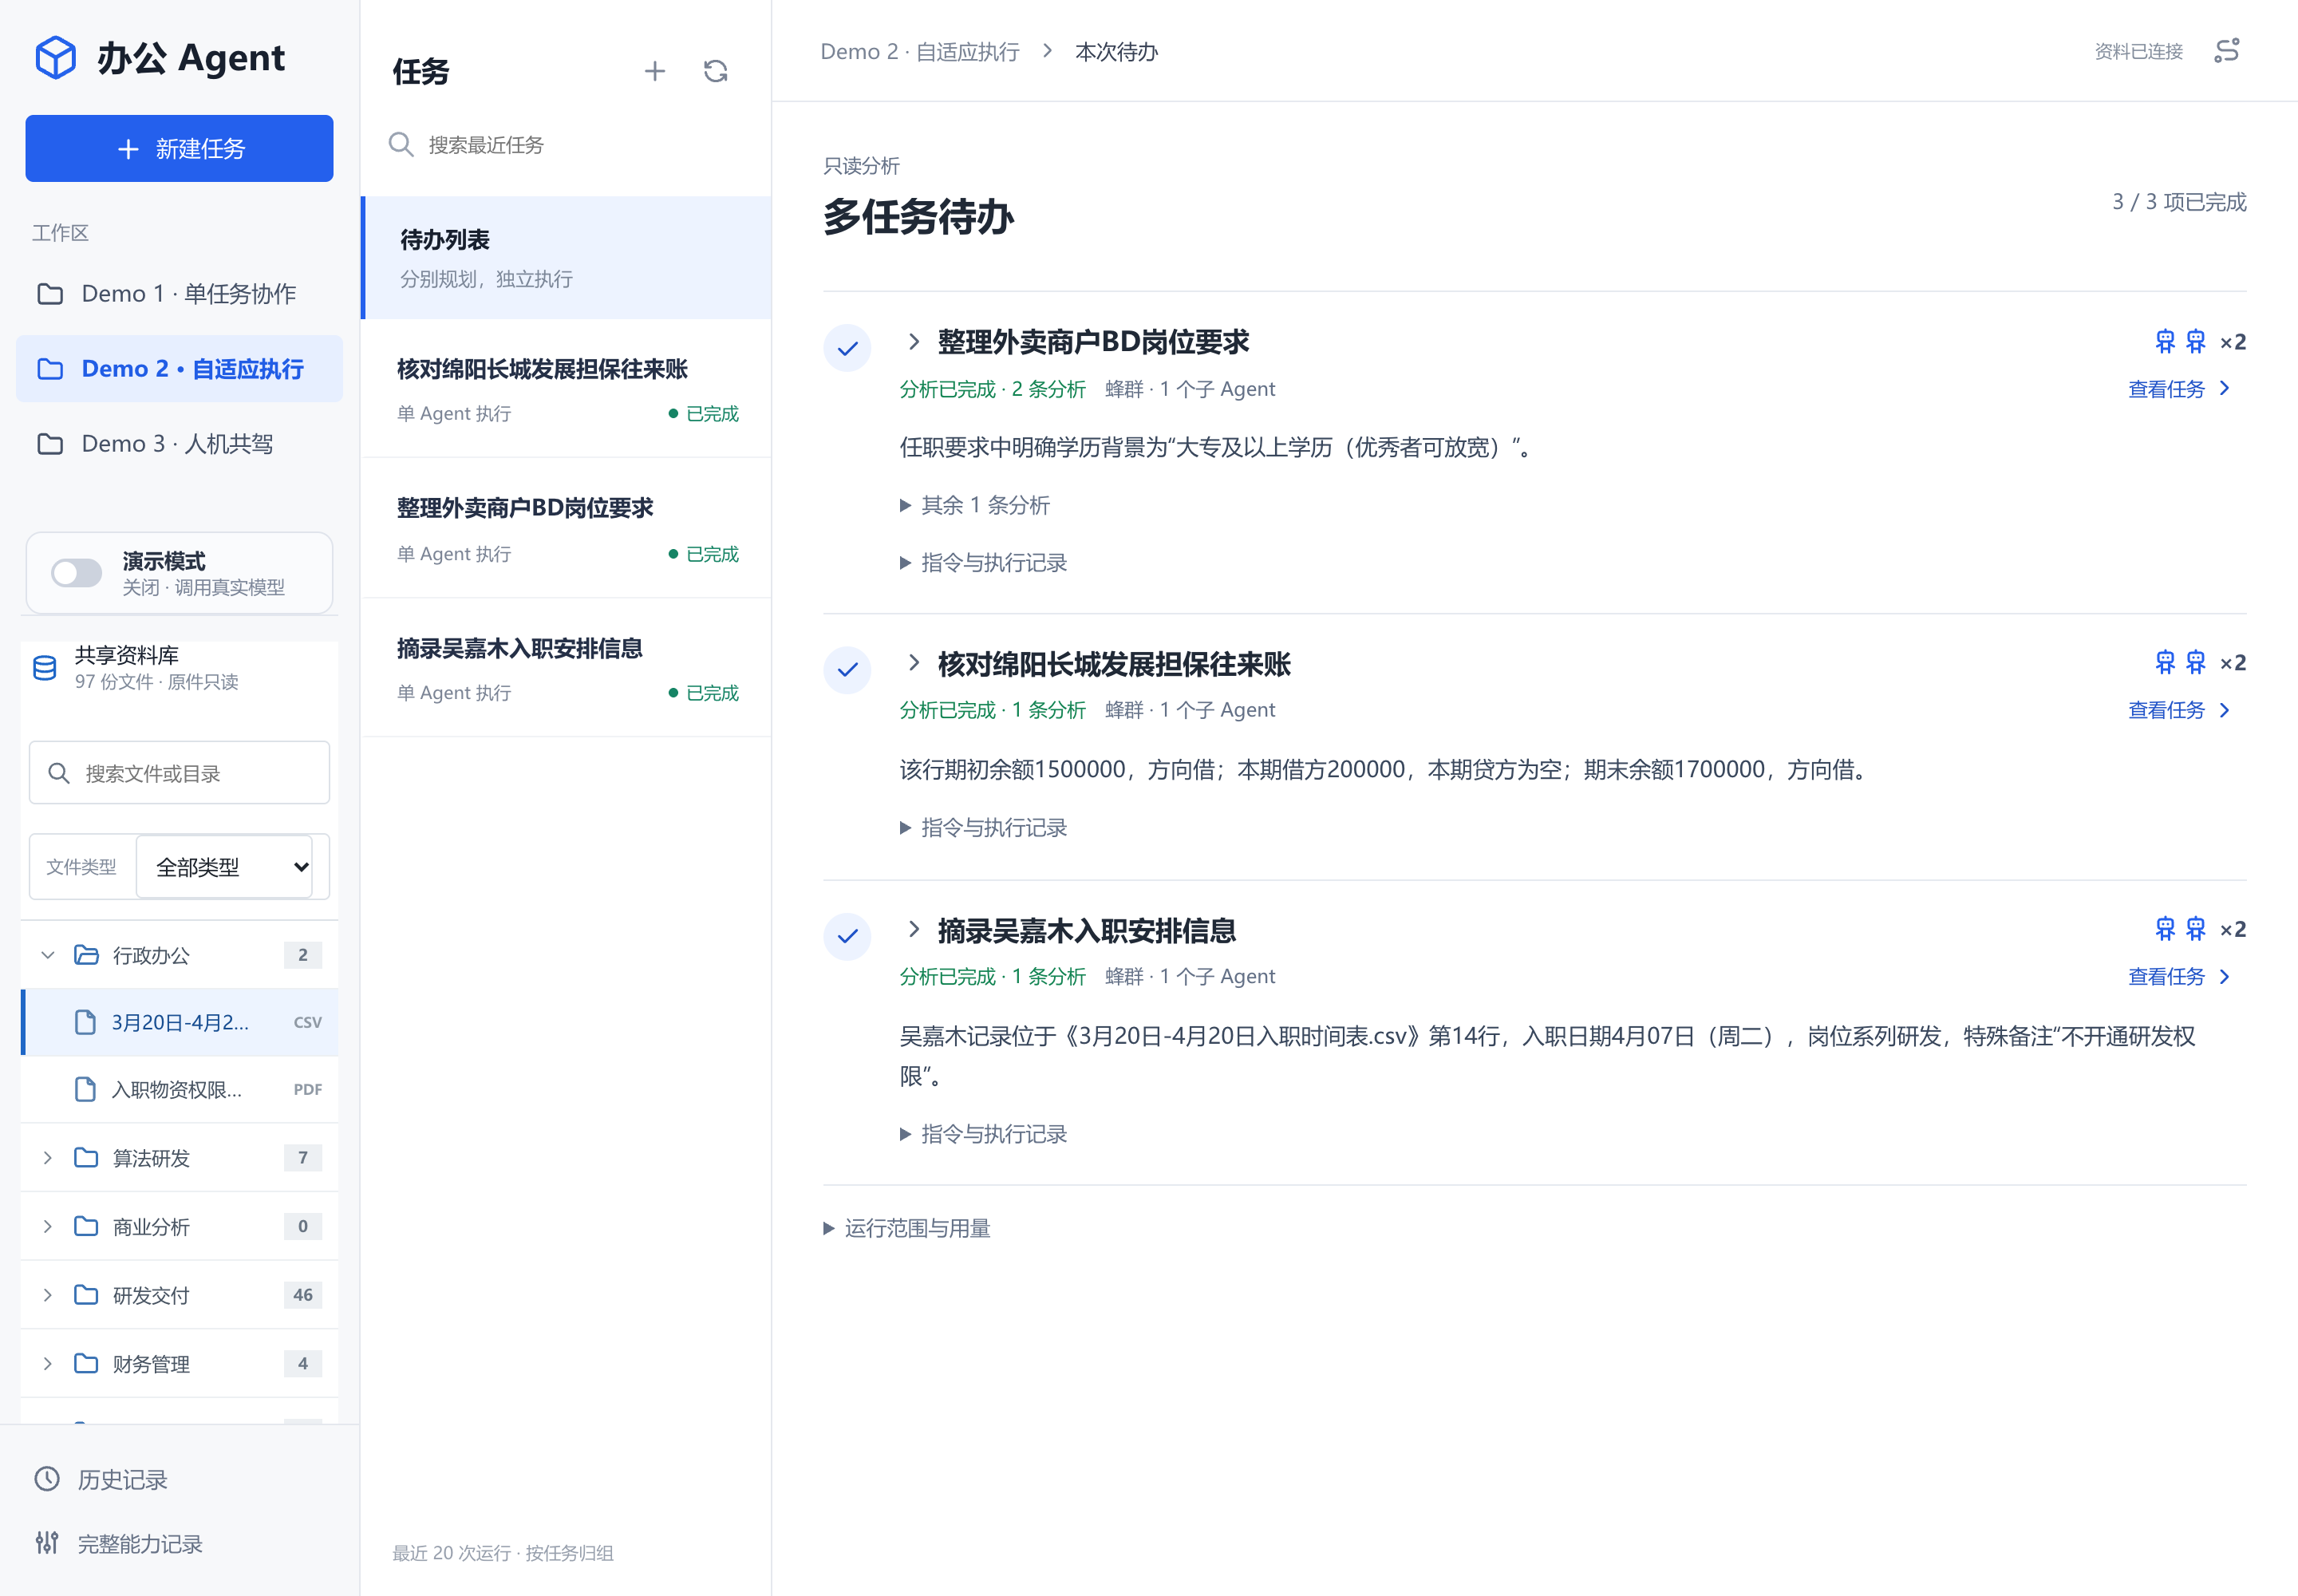 办公 Agent
新建任务
工作区
Demo 1 · 单任务协作
Demo 2 • 自适应执行
Demo 3 · 人机共驾
演示模式
关闭 · 调用真实模型
共享资料库
97 份文件 · 原件只读
搜索文件或目录
文件类型 全部类型
行政办公 2
3月20日-4月2... CSV
入职物资权限... PDF
算法研发 7
商业分析 0
研发交付 46
财务管理 4
历史记录
完整能力记录
任务
搜索最近任务
待办列表
分别规划，独立执行
核对绵阳长城发展担保往来账
单 Agent 执行 已完成
整理外卖商户BD岗位要求
单 Agent 执行 已完成
摘录吴嘉木入职安排信息
单 Agent 执行 已完成
最近 20 次运行 · 按任务归组
Demo 2 · 自适应执行 本次待办
资料已连接
只读分析
多任务待办
3 / 3 项已完成
整理外卖商户BD岗位要求
×2
分析已完成 · 2 条分析 蜂群 · 1 个子 Agent
查看任务
任职要求中明确学历背景为“大专及以上学历（优秀者可放宽）”。
其余 1 条分析
指令与执行记录
核对绵阳长城发展担保往来账
×2
分析已完成 · 1 条分析 蜂群 · 1 个子 Agent
查看任务
该行期初余额1500000，方向借；本期借方200000，本期贷方为空；期末余额1700000，方向借。
指令与执行记录
摘录吴嘉木入职安排信息
×2
分析已完成 · 1 条分析 蜂群 · 1 个子 Agent
查看任务
吴嘉木记录位于《3月20日-4月20日入职时间表.csv》第14行，入职日期4月07日（周二），岗位系列研发，特殊备注“不开通研发权
限”。
指令与执行记录
运行范围与用量